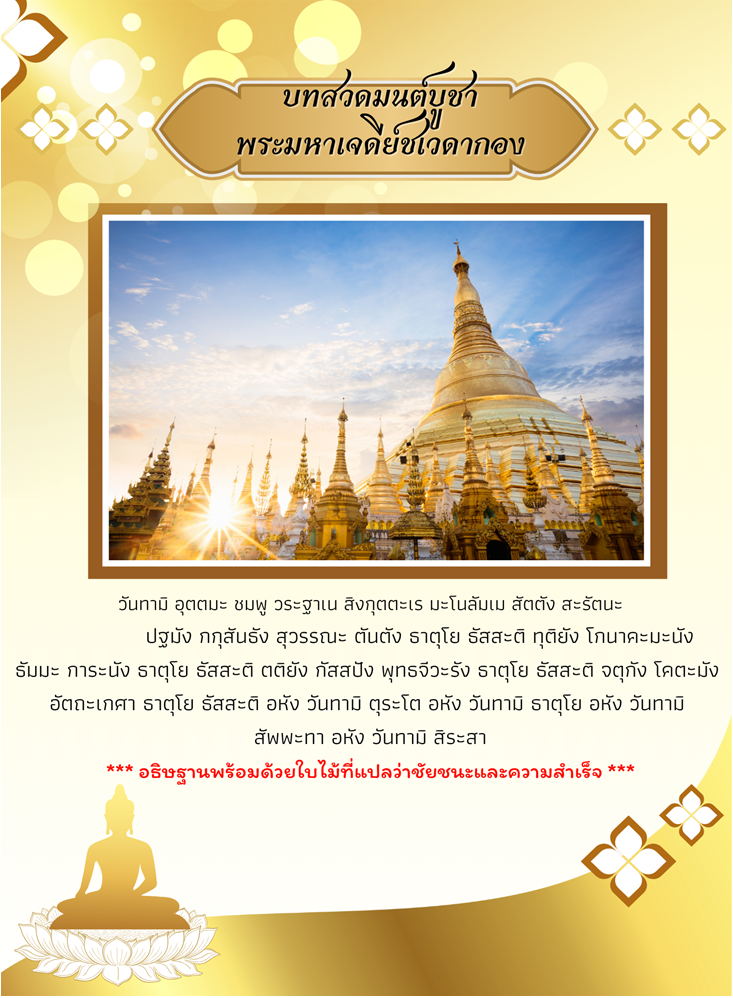 บทสวดมนต์บูชา
พระมหาเจดีย์ชเวดากอง
วันทามิ อุตตมะ ชมพู วระฐาเน สิงกุตตะเร มะโนลัมเม สัตตัง สะรัตนะ
ปฐมัง กกุสันธัง สุวรรณะ ตันตัง ธาตุโย ธัสสะติ ทุติยัง โกนาคะมะนัง
ธัมมะ การะนัง ธาตุโย ธัสสะติ ตติยัง กัสสปัง พุทธจีวะรัง ธาตุโย ธัสสะติ จตุกัง โคตะมัง
อัตถะเกศา ธาตุโย ธัสสะติ อหัง วันทามิ ตุระโต อหัง วันทามิ ธาตุโย อหัง วันทามิ
สัพพะทา อหัง วันทามิ สิระสา
*** อธิษฐานพร้อมด้วยใบไม้ที่แปลว่าชัยชนะและความสำเร็จ ***